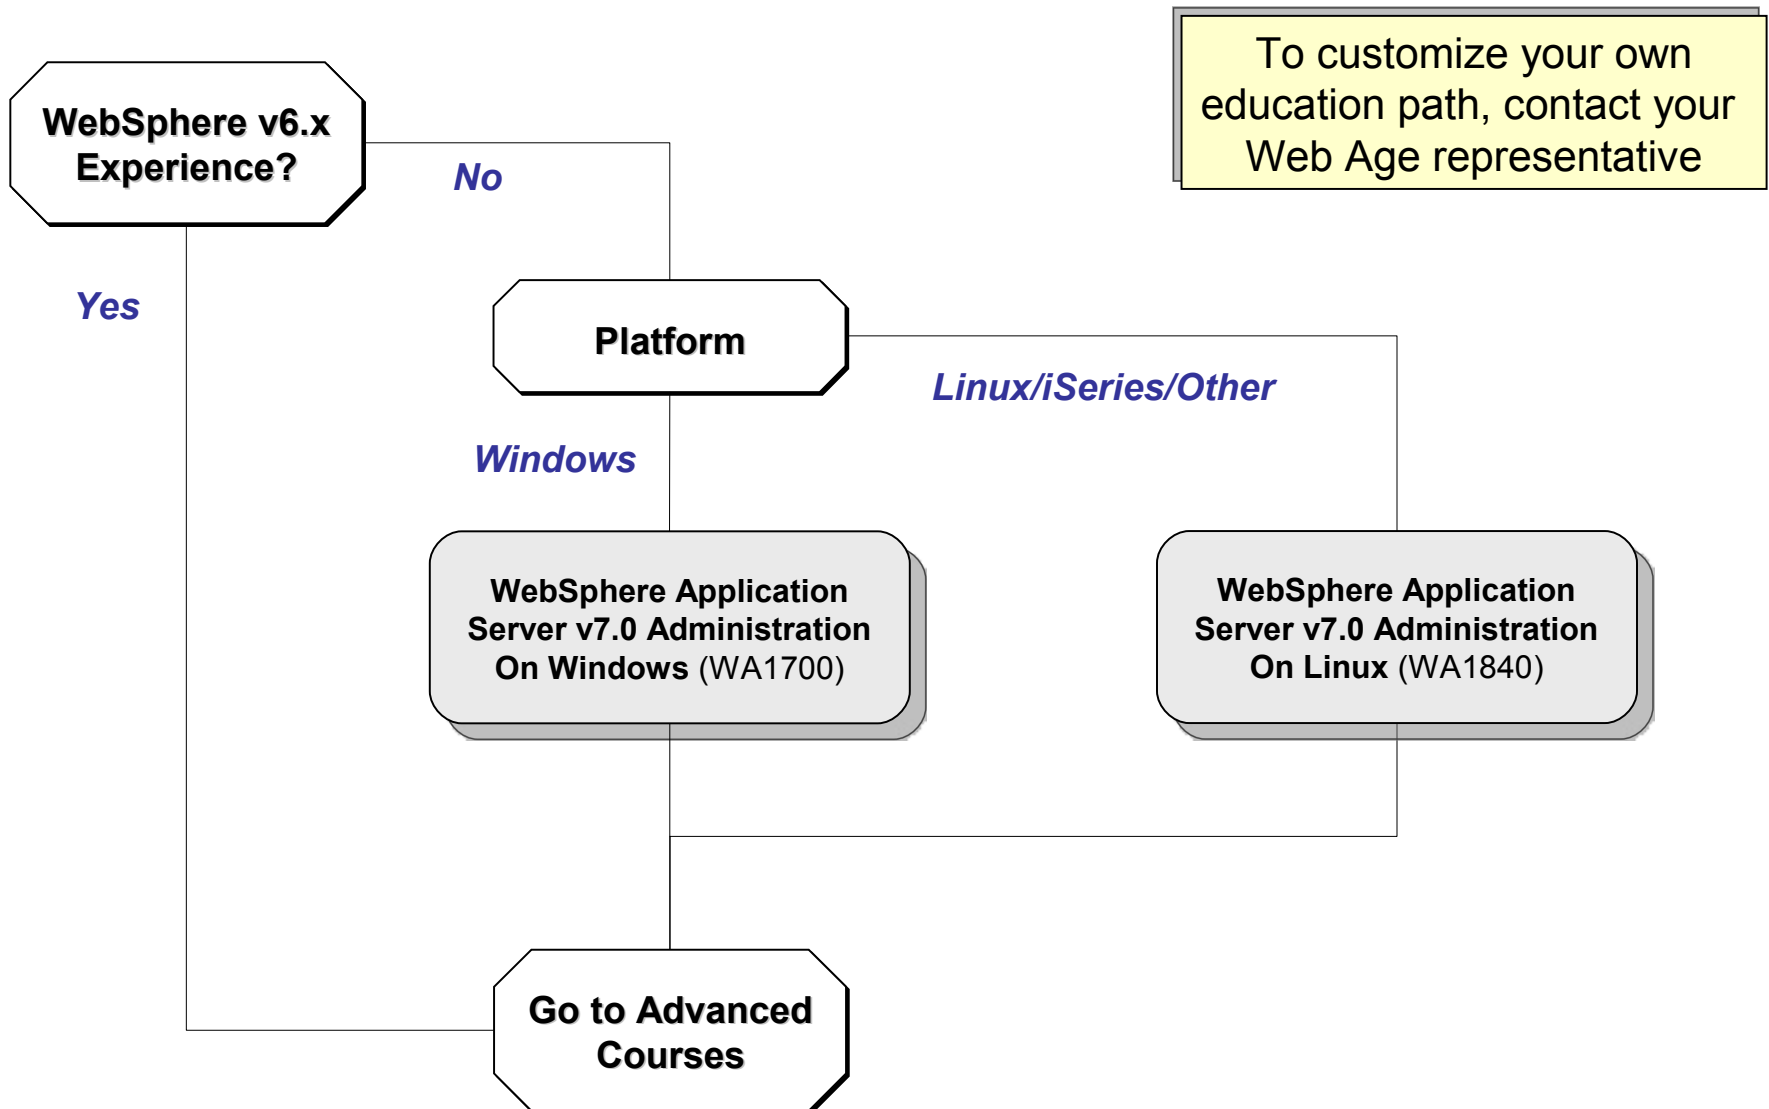 To customize your own
education path, contact your
Web Age representative
WebSphere v6.x
Experience?
No
Yes
Platform
Linux/iSeries/Other
Windows
WebSphere Application
Server v7.0 Administration
On Windows (WA1700)
WebSphere Application
Server v7.0 Administration
On Linux (WA1840)
Go to Advanced
Courses